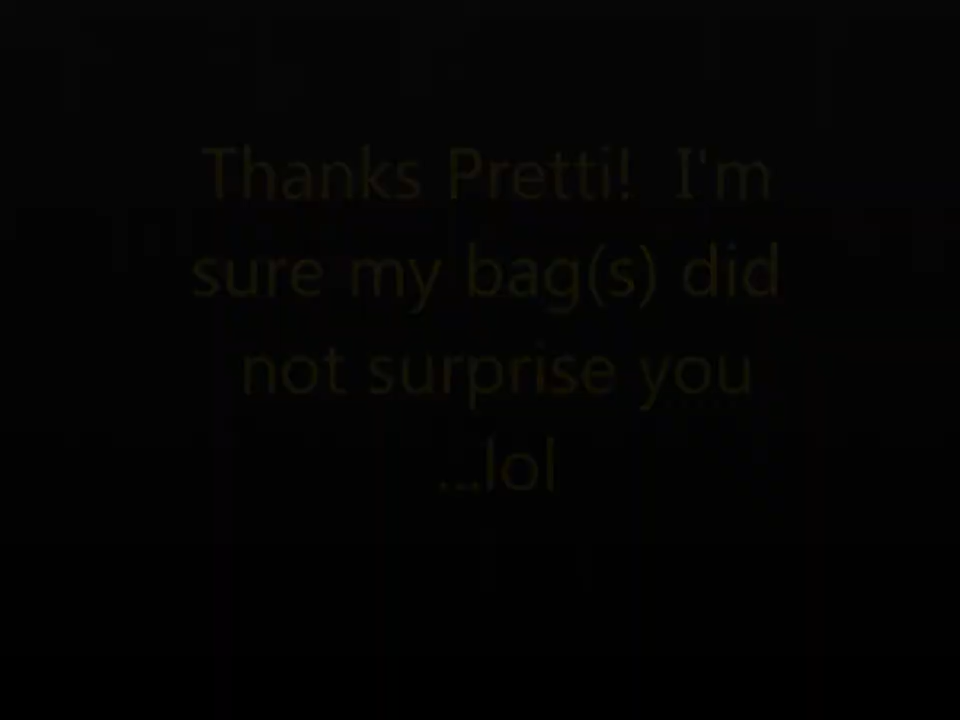 Thanks Pretti!  I'm
sure my bag(s) did
not surprise you
...lol